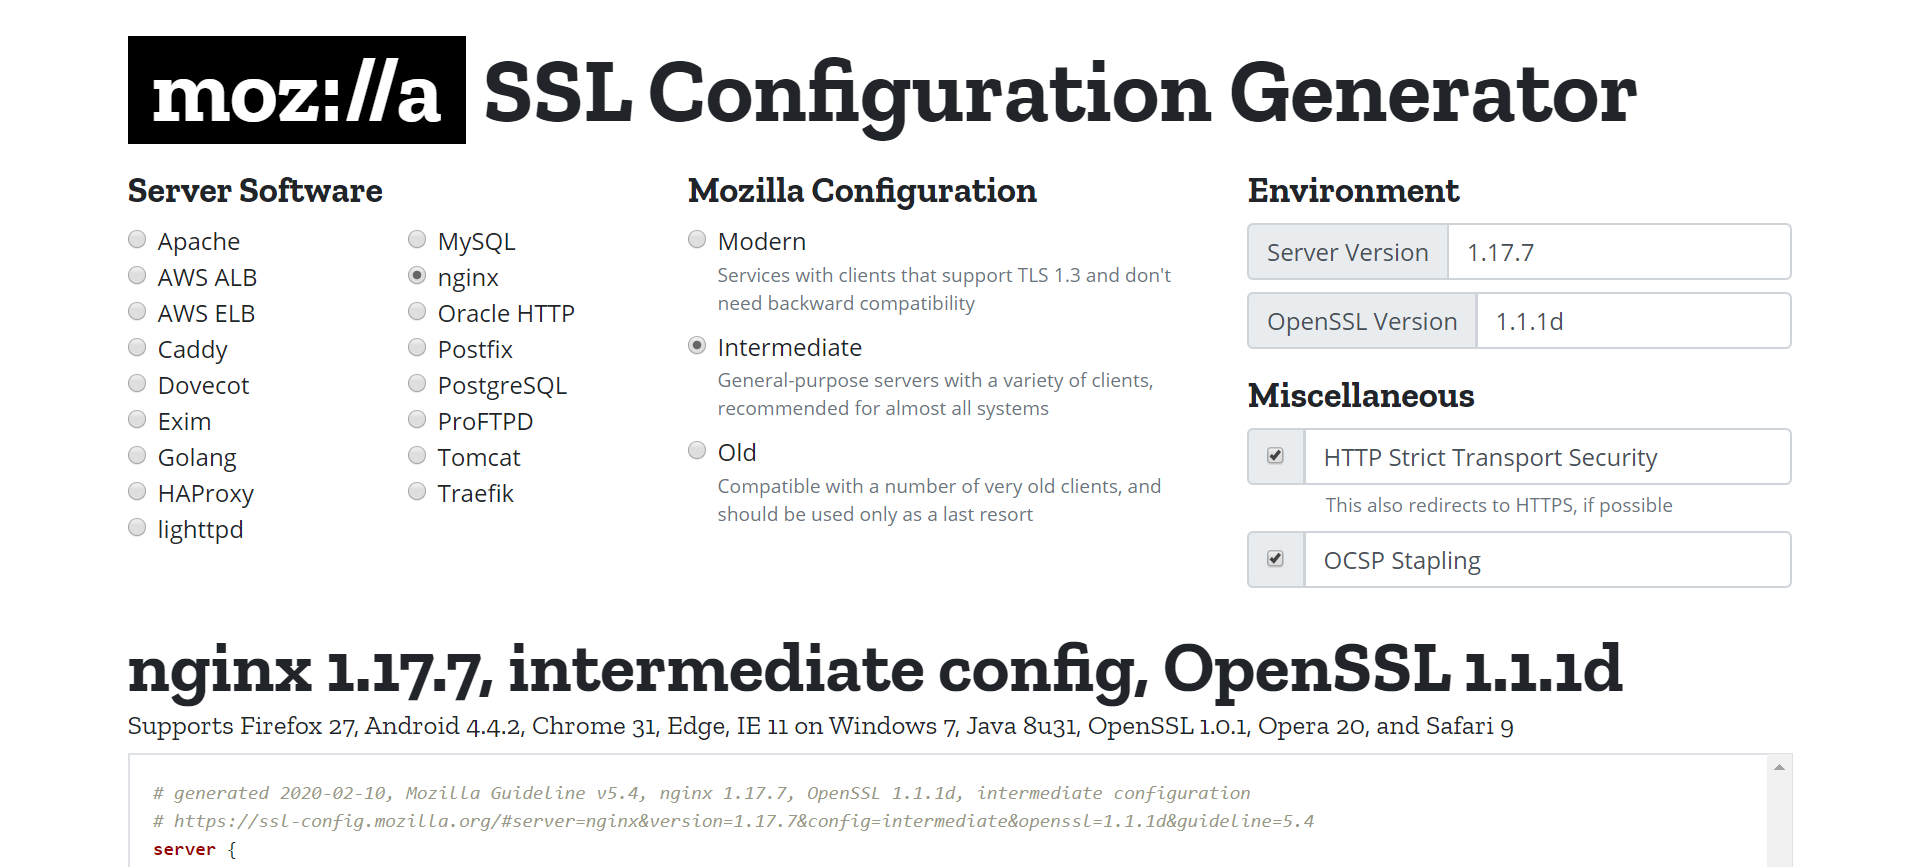 moz://a SSL Configuration Generator
Server Software
Apache
AWS ALB
AWS ELB
Caddy
Dovecot
Exim
Golang
HAProxy
lighttpd
MySQL
nginx
Oracle HTTP
Postfix
PostgreSQL
ProFTPD
Tomcat
Traefik
Mozilla Configuration
Modern
Services with clients that support TLS 1.3 and don't
need backward compatibility
Intermediate
General-purpose servers with a variety of clients,
recommended for almost all systems
Old
Compatible with a number of very old clients, and
should be used only as a last resort
Environment
Server Version 1.17.7
OpenSSL Version 1.1.1d
Miscellaneous
HTTP Strict Transport Security
This also redirects to HTTPS, if possible
OCSP Stapling
nginx 1.17.7, intermediate config, OpenSSL 1.1.1d
Supports Firefox 27, Android 4.4.2, Chrome 31, Edge, IE 11 on Windows 7, Java 8u31, OpenSSL 1.0.1, Opera 20, and Safari 9
# generated 2020-02-10, Mozilla Guideline v5.4, nginx 1.17.7, OpenSSL 1.1.1d, intermediate configuration
# https://ssl-config.mozilla.org/#server=nginx&version=1.17.7&config=intermediate&openssl=1.1.1d&guideline=5.4
server {